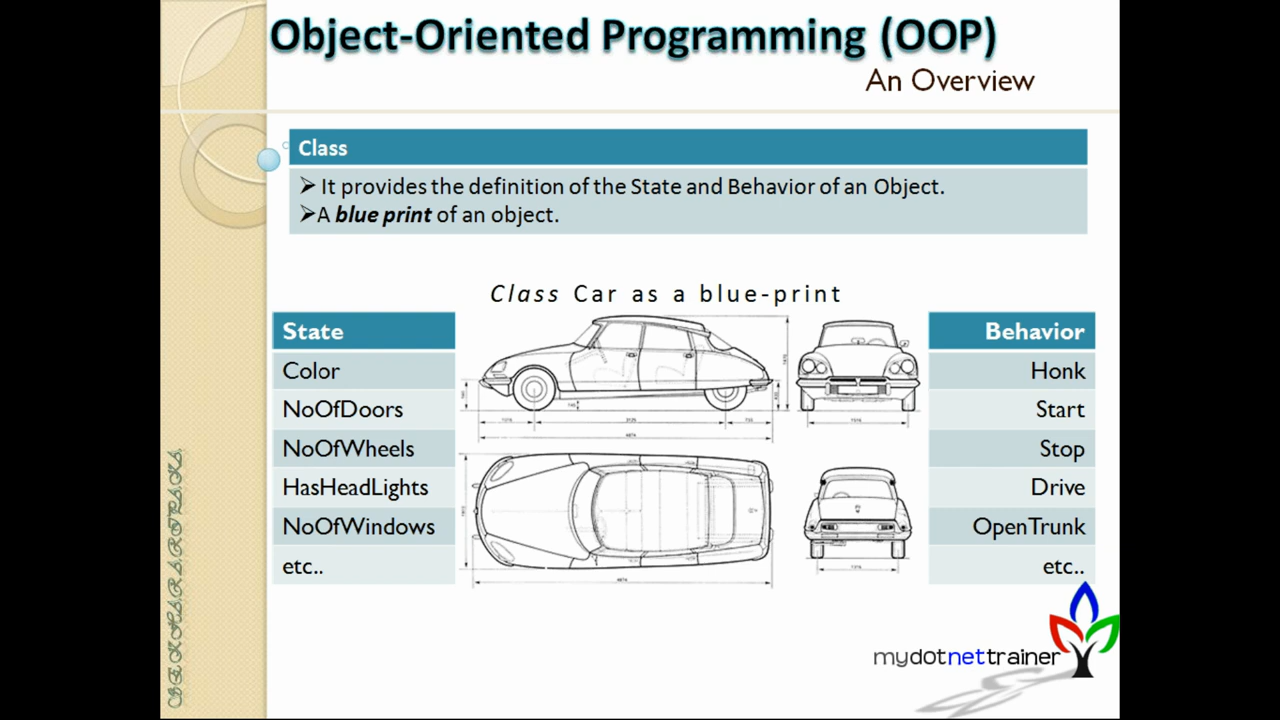 Object-Oriented Programming (OOP)
An Overview
Class
It provides the definition of the State and Behavior of an Object.
A blue print of an object.
Class Car as a blue-print
State
Color
NoOfDoors
NoOfWheels
HasHeadLights
NoOfWindows
etc..
Behavior
Honk
Start
Stop
Drive
OpenTrunk
etc..
mydotnettrainer